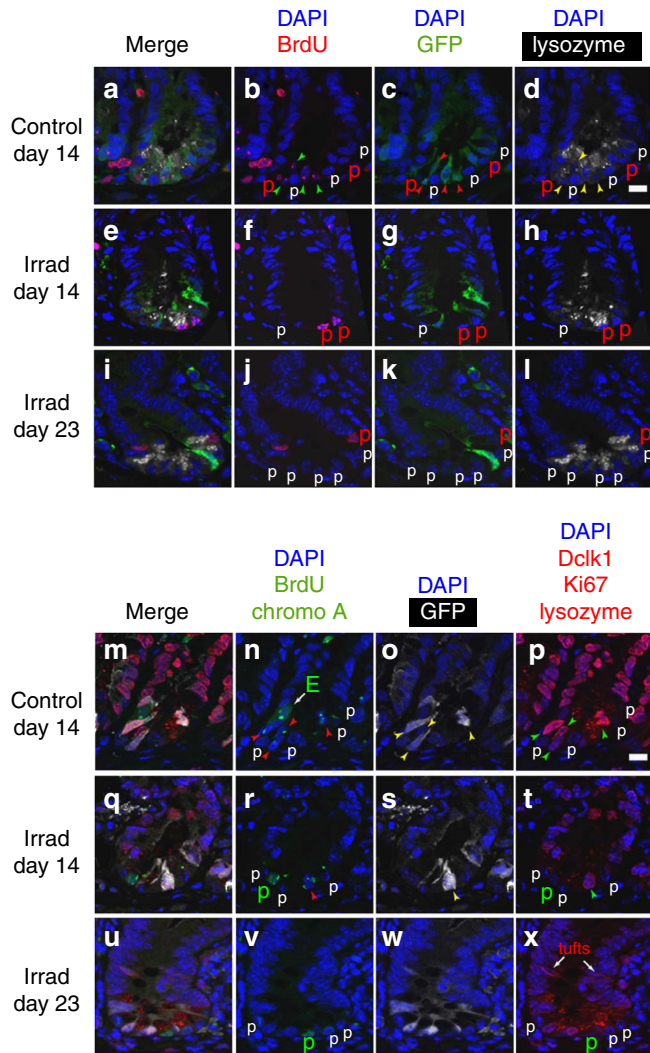 DAPI DAPI DAPI
Merge BrdU GFP lysozyme
Control day 14
a b c d
p p p p p
p p p p p
p p p p
Irrad day 14
e f g h
p p p
p p
p p p
Irrad day 23
i j k l
p p p p p
p
p p p p p p
DAPI
DAPI Dclk1
BrdU DAPI Ki67
Merge chromo A GFP lysozyme
Control day 14
m n o p
E
p p p p
p p p p
Irrad day 14
q r s t
p p p p
p p p p
Irrad day 23
u v w x
tufts
p p p p
p p p p